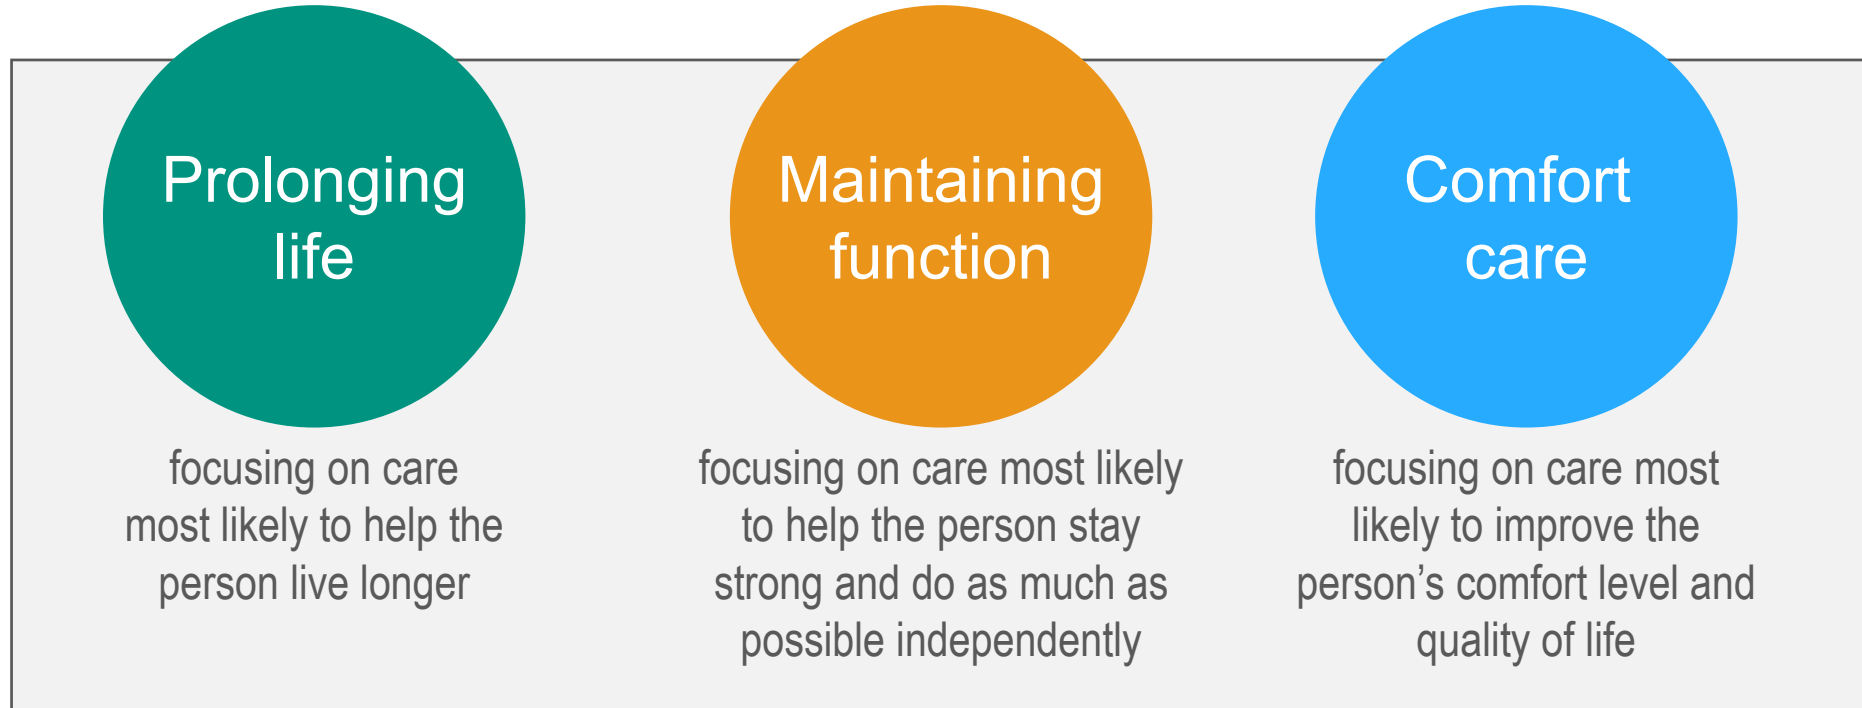 Prolonging
life
focusing on care
most likely to help the
person live longer
Maintaining
function
focusing on care most likely
to help the person stay
strong and do as much as
possible independently
Comfort
care
focusing on care most
likely to improve the
person’s comfort level and
quality of life